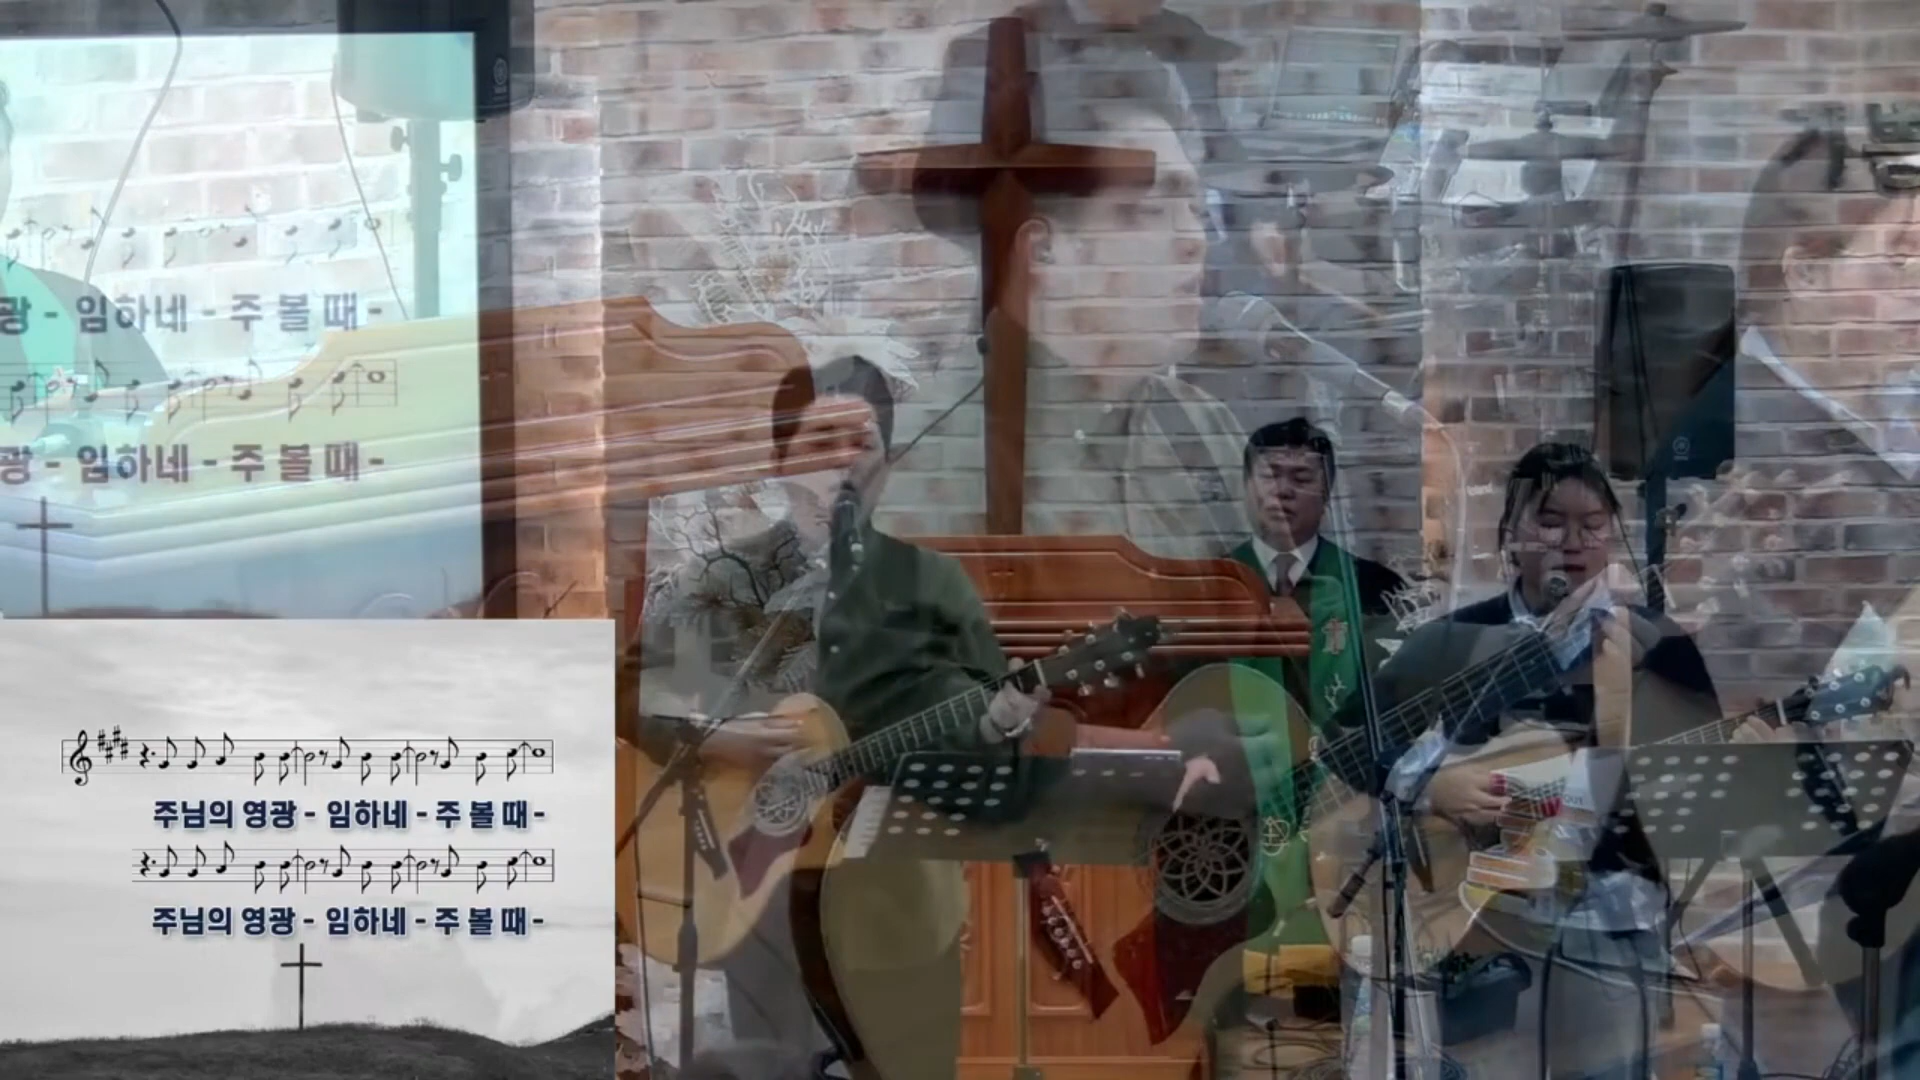 광 - 임하네 - 주 볼 때 -
광 - 임하네 - 주 볼 때 -
주님의 영광 - 임하네 - 주 볼 때 -
주님의 영광 - 임하네 - 주 볼 때 -